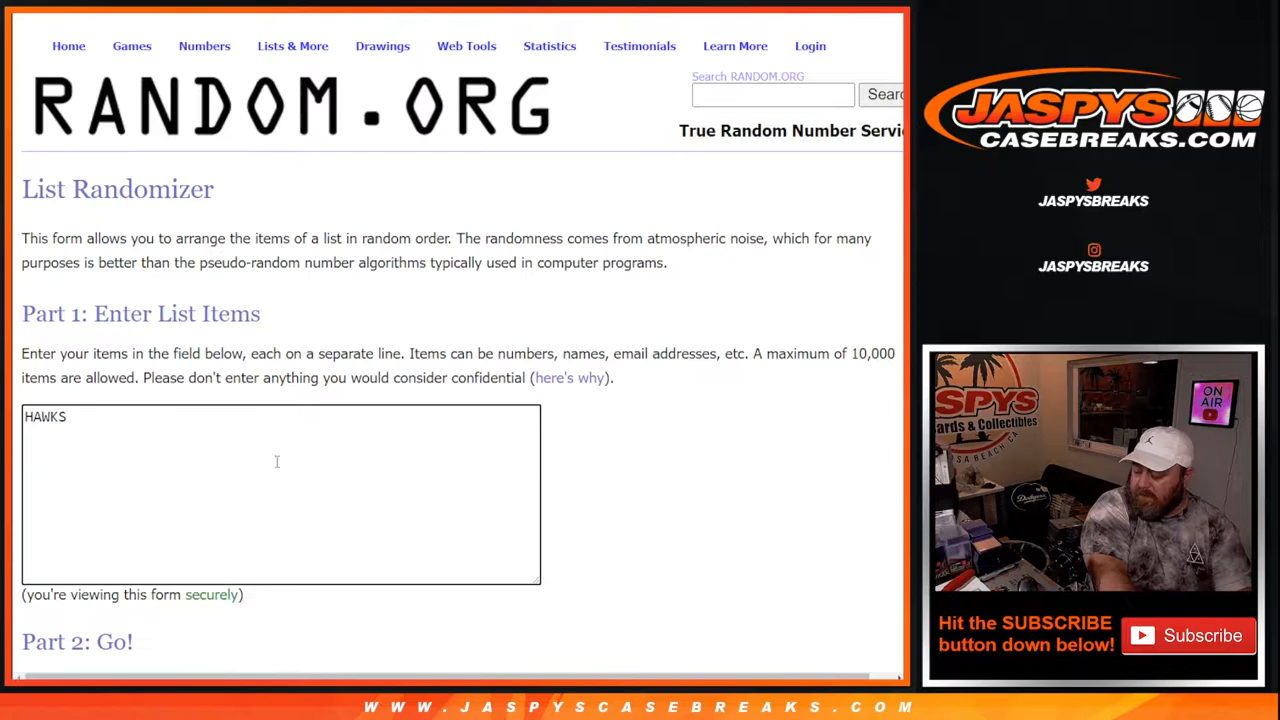 Home Games Numbers Lists & More Drawings Web Tools Statistics Testimonials Learn More Login
RANDOM.ORG
Search RANDOM.ORG
Searc
True Random Number Servi
List Randomizer
This form allows you to arrange the items of a list in random order. The randomness comes from atmospheric noise, which for many
purposes is better than the pseudo-random number algorithms typically used in computer programs.
Part 1: Enter List Items
Enter your items in the field below, each on a separate line. Items can be numbers, names, email addresses, etc. A maximum of 10,000
items are allowed. Please don't enter anything you would consider confidential (here's why).
HAWKS
(you're viewing this form securely)
Part 2: Go!
JASPYS
CASEBREAKS.COM
JASPYSBREAKS
JASPYSBREAKS
SPYS
ards & Collectibles
SA BEACH CA
Dodgers
ON
AIR
Hit the SUBSCRIBE
button down below!
Subscribe
WWW.JASPYSCASEBREAKS.COM